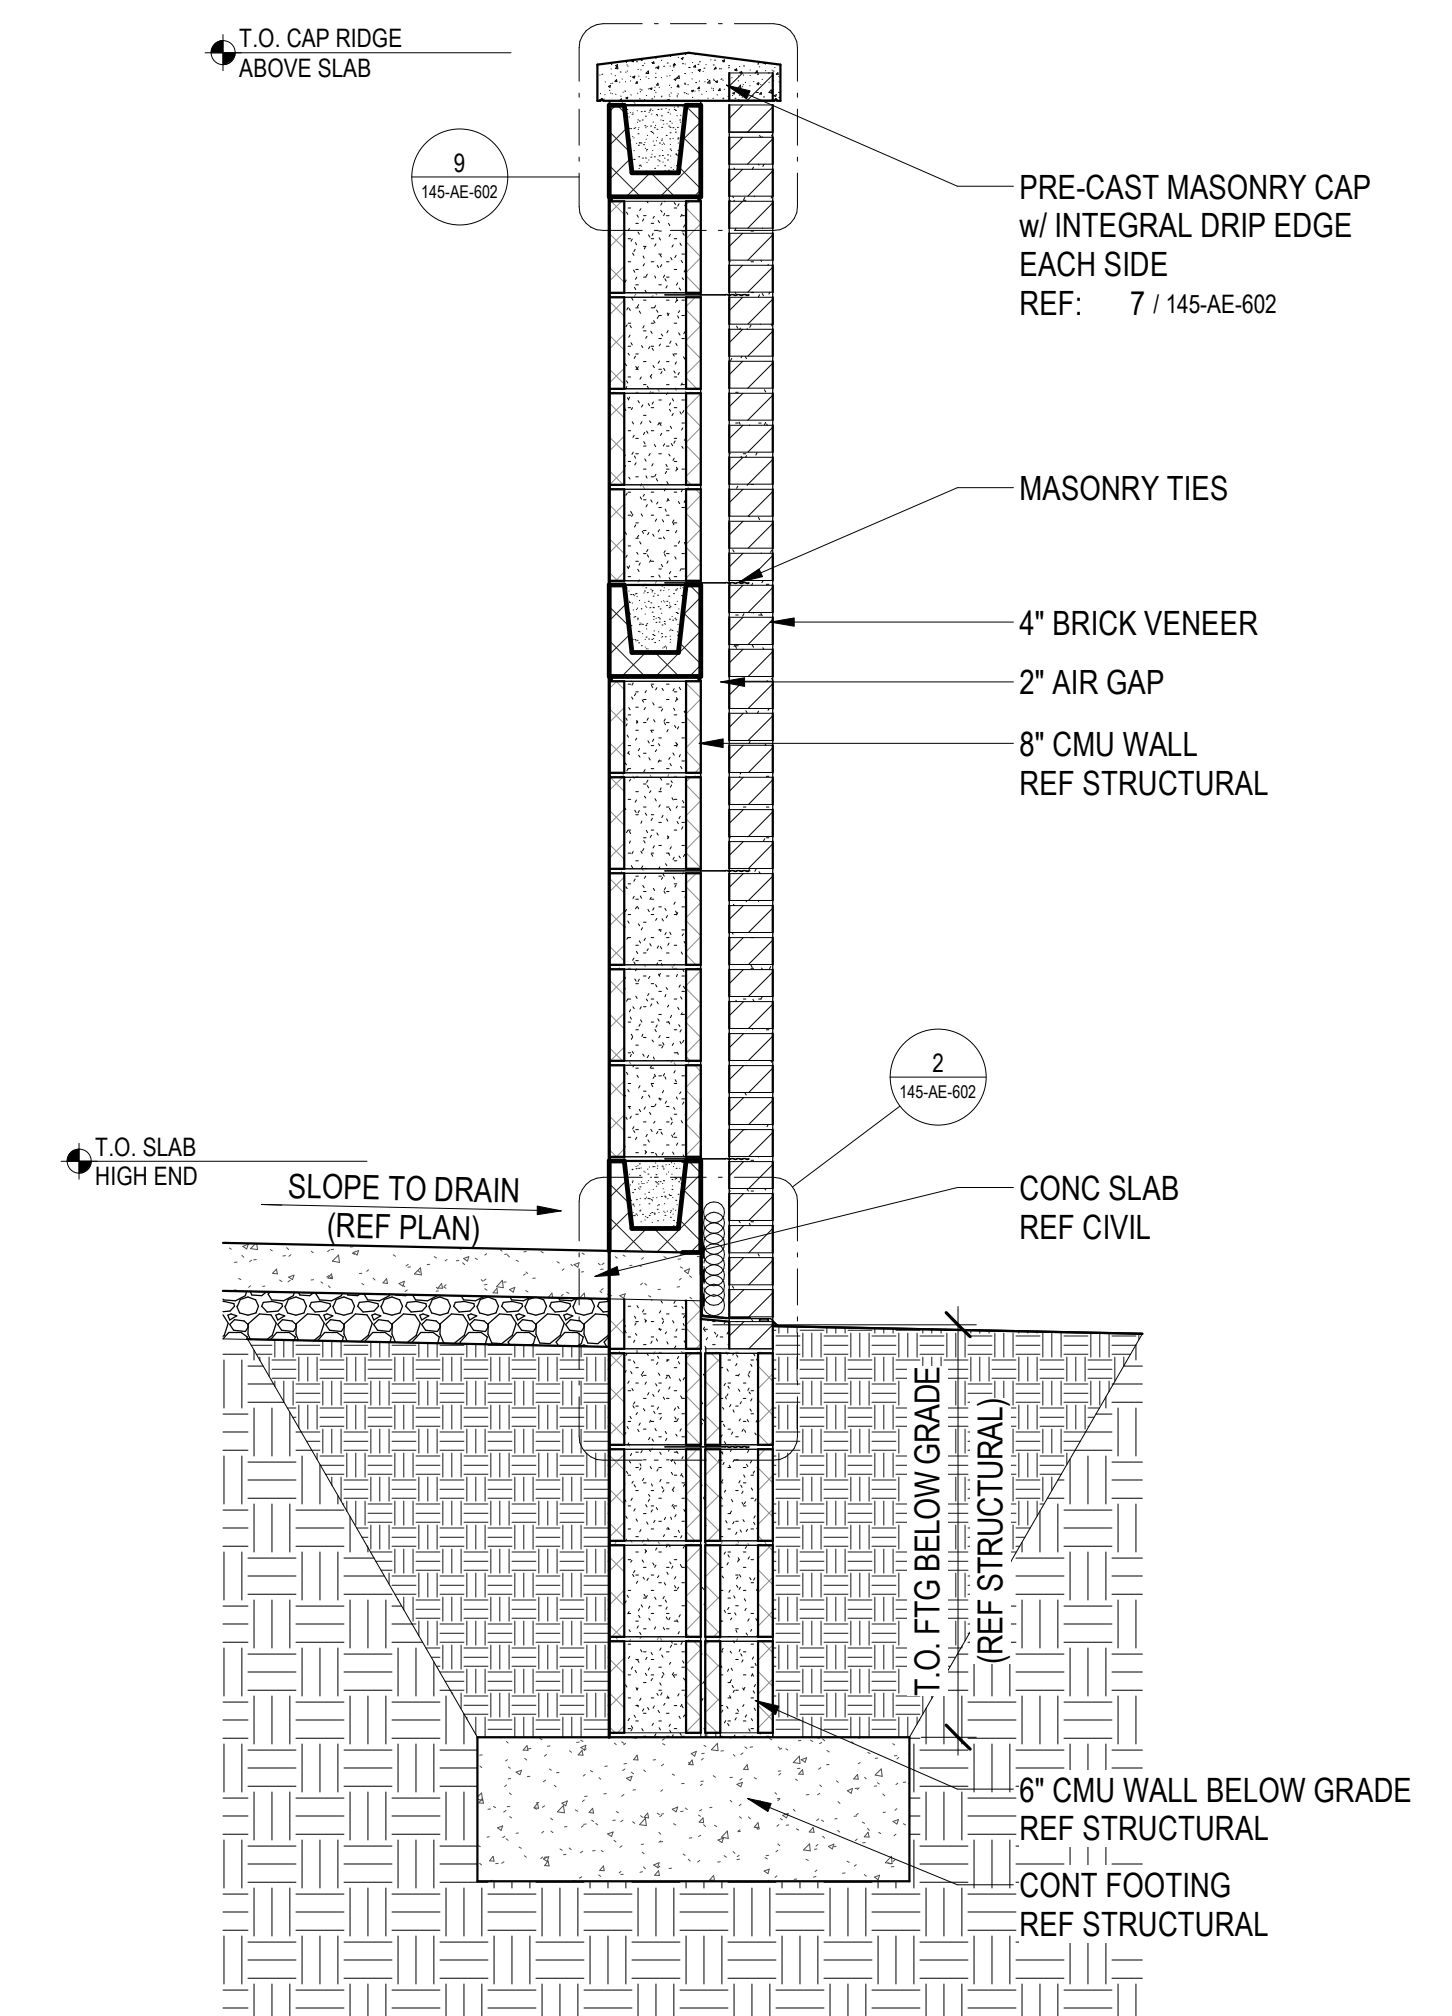 T.O. CAP RIDGE
ABOVE SLAB
9
145-AE-602
PRE-CAST MASONRY CAP
w/ INTEGRAL DRIP EDGE
EACH SIDE
REF: 7 / 145-AE-602
MASONRY TIES
4" BRICK VENEER
2" AIR GAP
8" CMU WALL
REF STRUCTURAL
2
145-AE-602
T.O. SLAB
HIGH END
SLOPE TO DRAIN
(REF PLAN)
CONC SLAB
REF CIVIL
T.O. FTG BELOW GRADE
(REF STRUCTURAL)
6" CMU WALL BELOW GRADE
REF STRUCTURAL
CONT FOOTING
REF STRUCTURAL